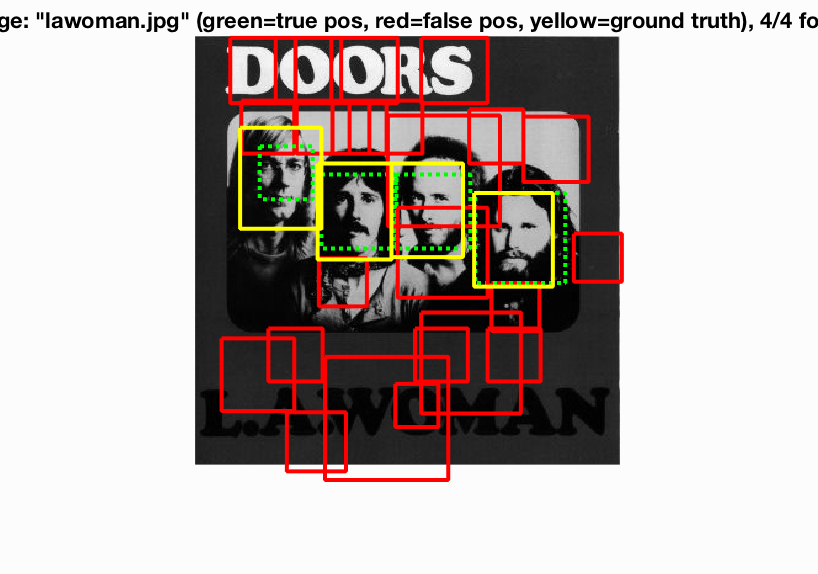 ge: "lawoman.jpg" (green=true pos, red=false pos, yellow=ground truth), 4/4 fo
DOORS
L.A.WOMAN